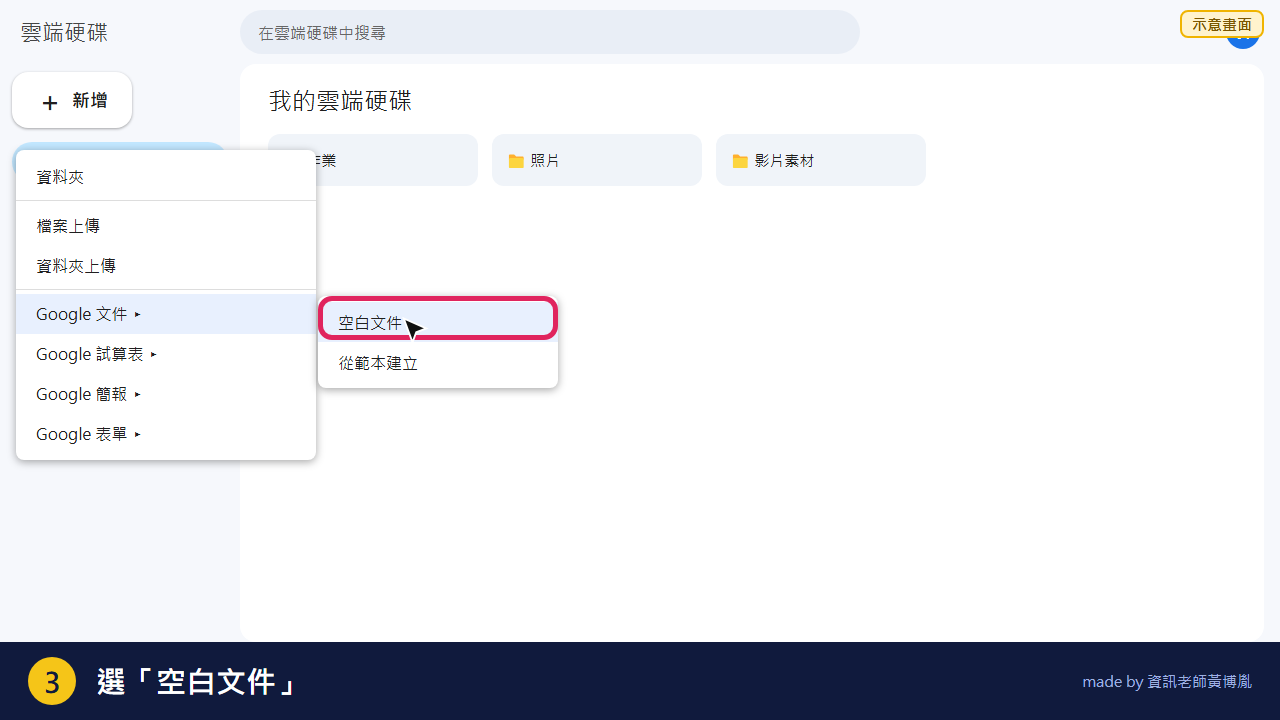 雲端硬碟
在雲端硬碟中搜尋
示意畫面
+ 新增
我的雲端硬碟
作業
照片
影片素材
資料夾
檔案上傳
資料夾上傳
Google 文件 ▸
Google 試算表 ▸
Google 簡報 ▸
Google 表單 ▸
空白文件
從範本建立
3 選「空白文件」
made by 資訊老師黃博胤